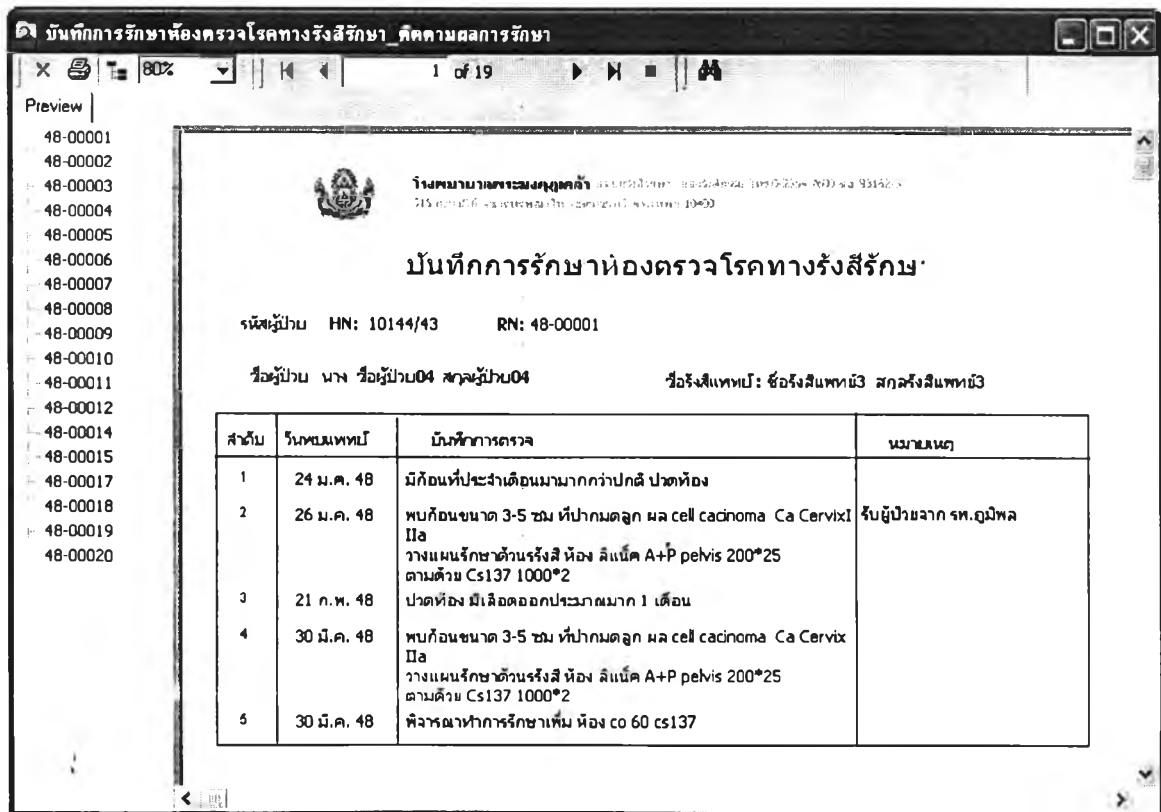 บันทึกการรักษาห้องตรวจโรคทางรังสีรักษา_ติดตามผลการรักษา
80% 1 of 19
Preview
48-00001
48-00002
48-00003
48-00004
48-00005
48-00006
48-00007
48-00008
48-00009
48-00010
48-00011
48-00012
48-00014
48-00015
48-00017
48-00018
48-00019
48-00020
โรงพยาบาลพระมงกุฎเกล้า
บันทึกการรักษาห้องตรวจโรคทางรังสีรักษ
รหัสผู้ป่วย HN: 10144/43 RN: 48-00001
ชื่อผู้ป่วย นาง ชื่อผู้ป่วย04 สกุลผู้ป่วย04 ชื่อรังสีแพทย์: ชื่อรังสีแพทย์3 สกุลรังสีแพทย์3
ลำดับ วันพบแพทย์ บันทึกการตรวจ หมายเหตุ
1 24 ม.ค. 48 มีก้อนที่ประจำเดือนมามากกว่าปกติ ปวดท้อง
2 26 ม.ค. 48 พบก้อนขนาด 3-5 ซม ที่ปากมดลูก ผล cell cacinoma Ca CervixI รับผู้ป่วยจาก รพ.ภูมิพล
IIa
วางแผนรักษาด้วนรรังสี ห้อง ลิแน็ค A+P pelvis 200*25
ตามด้วย Cs137 1000*2
3 21 ก.พ. 48 ปวดท้อง มีเลือดออกประมาณมาก 1 เดือน
4 30 มี.ค. 48 พบก้อนขนาด 3-5 ซม ที่ปากมดลูก ผล cell cacinoma Ca Cervix
IIa
วางแผนรักษาด้วนรรังสี ห้อง ลิแน็ค A+P pelvis 200*25
ตามด้วย Cs137 1000*2
5 30 มี.ค. 48 พิจารณาทำการรักษาเพิ่ม ห้อง co 60 cs137